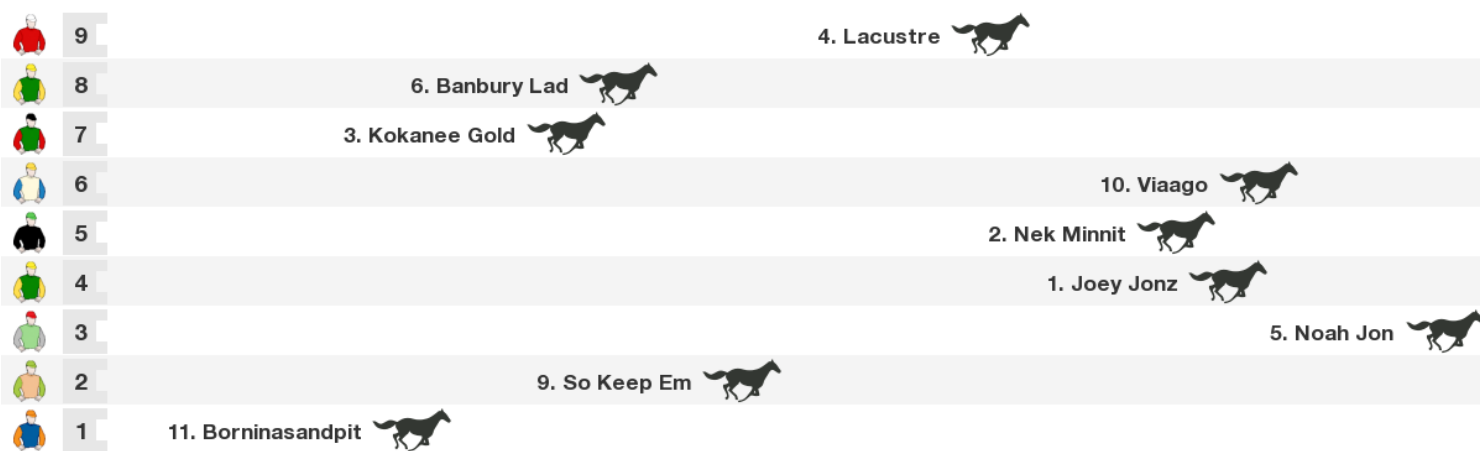 9 4. Lacustre
8 6. Banbury Lad
7 3. Kokanee Gold
6 10. Viaago
5 2. Nek Minnit
4 1. Joey Jonz
3 5. Noah Jon
2 9. So Keep Em
1 11. Borninasandpit